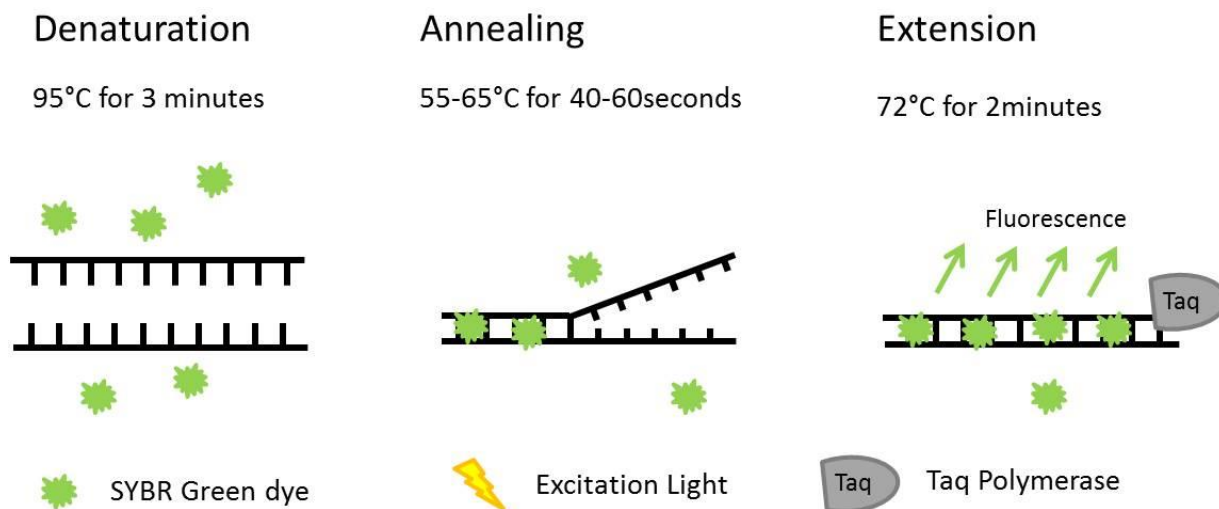 Denaturation
Annealing
Extension
95°C for 3 minutes
55-65°C for 40-60seconds
72°C for 2minutes
Fluorescence
Taq
SYBR Green dye
Excitation Light
Taq
Taq Polymerase